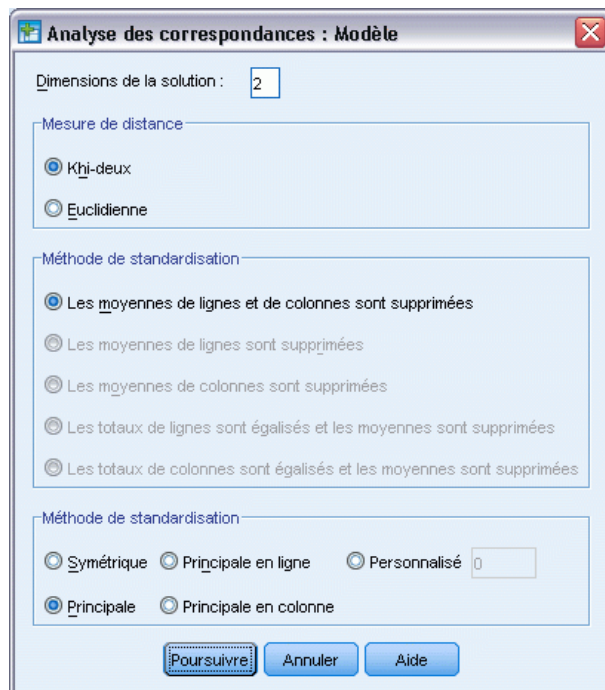 Analyse des correspondances : Modèle
Dimensions de la solution : 2
Mesure de distance
Khi-deux
Euclidienne
Méthode de standardisation
Les moyennes de lignes et de colonnes sont supprimées
Les moyennes de lignes sont supprimées
Les moyennes de colonnes sont supprimées
Les totaux de lignes sont égalisés et les moyennes sont supprimées
Les totaux de colonnes sont égalisés et les moyennes sont supprimées
Méthode de standardisation
Symétrique Principale en ligne Personnalisé 0
Principale Principale en colonne
Poursuivre Annuler Aide